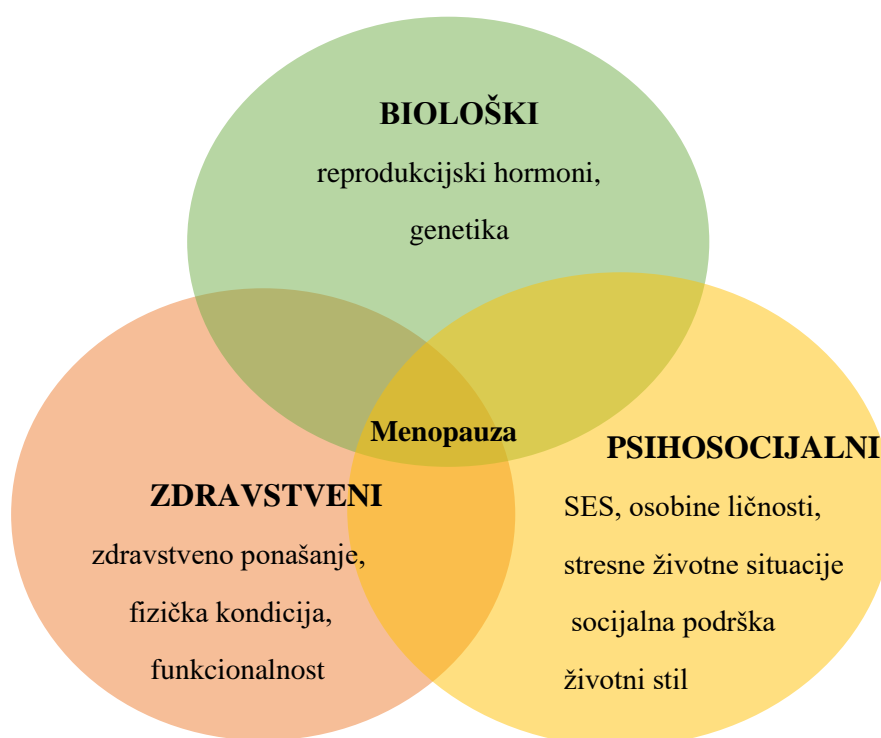 BIOLOŠKI
reprodukcijski hormoni,
genetika
Menopauza
ZDRAVSTVENI
zdravstveno ponašanje,
fizička kondicija,
funkcionalnost
PSIHOSOCIJALNI
SES, osobine ličnosti,
stresne životne situacije
socijalna podrška
životni stil